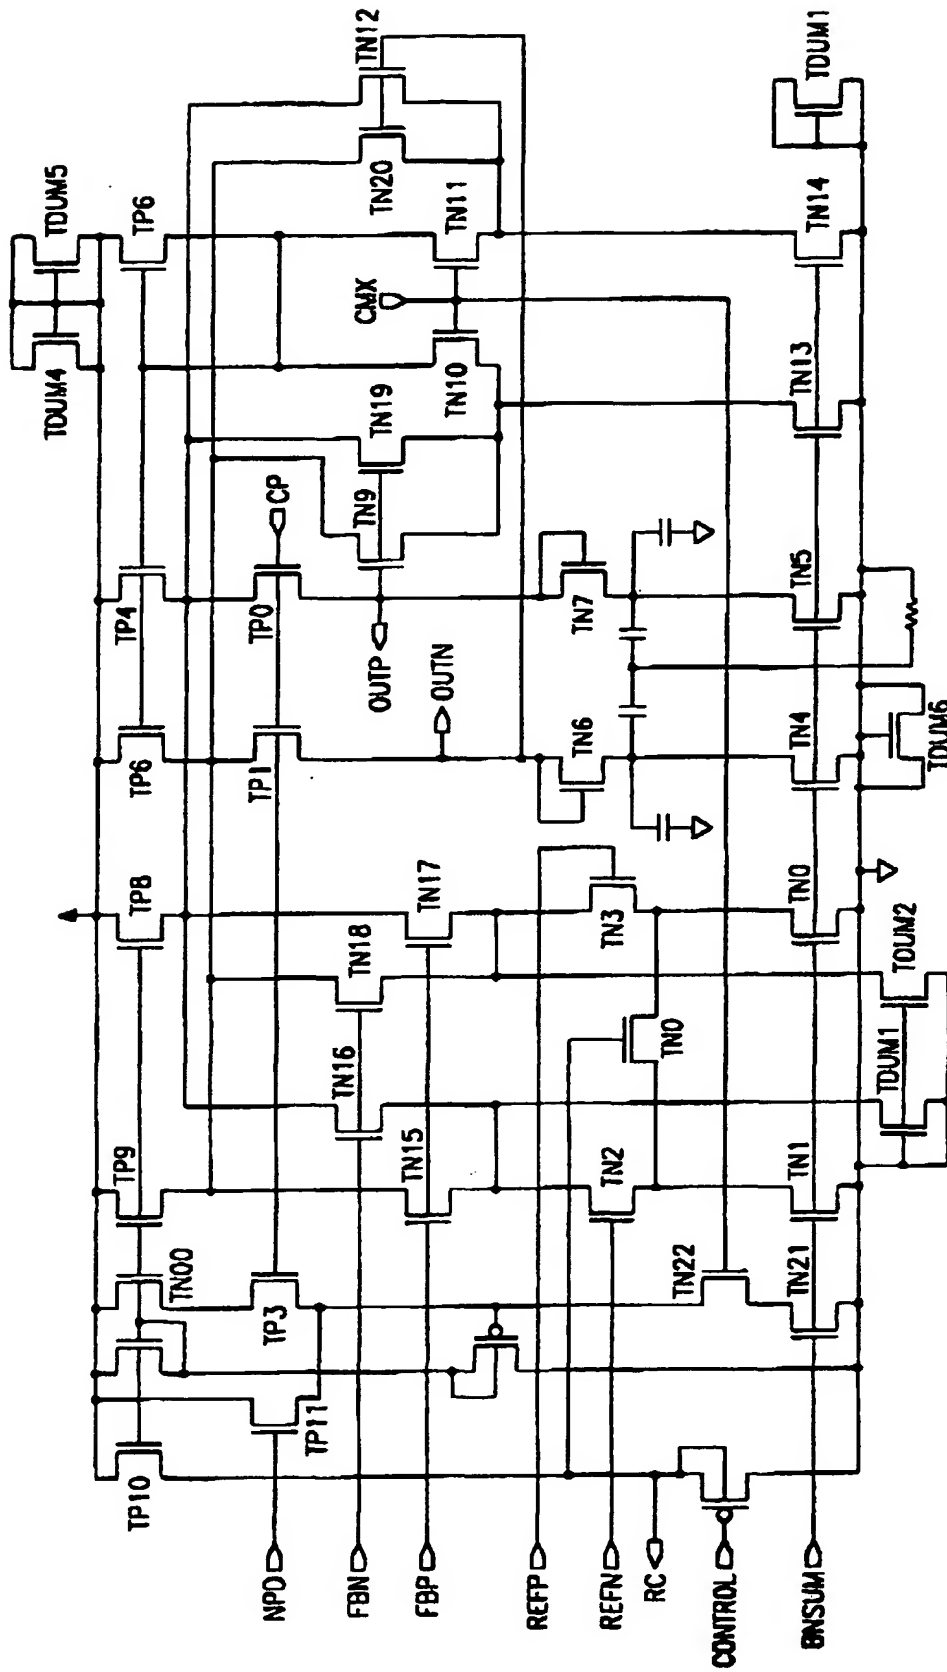 TDUM4
TDUM5
TP10
TP9
TP8
TP6
TP4
TP6
TN00
NPD
TP11
TP3
TP1
TP0
CP
FBN
TN16
TN18
OUTP
TN9
TN19
TN20
TN12
FBP
TN15
TN17
OUTN
CMX
TN10
TN11
REFP
REFN
TN2
TN3
TN6
TN7
RC
TN22
TN0
CONTROL
BNSUM
TN21
TN1
TN0
TN4
TN5
TN13
TN14
TDUM1
TDUM1
TDUM2
TDUM6